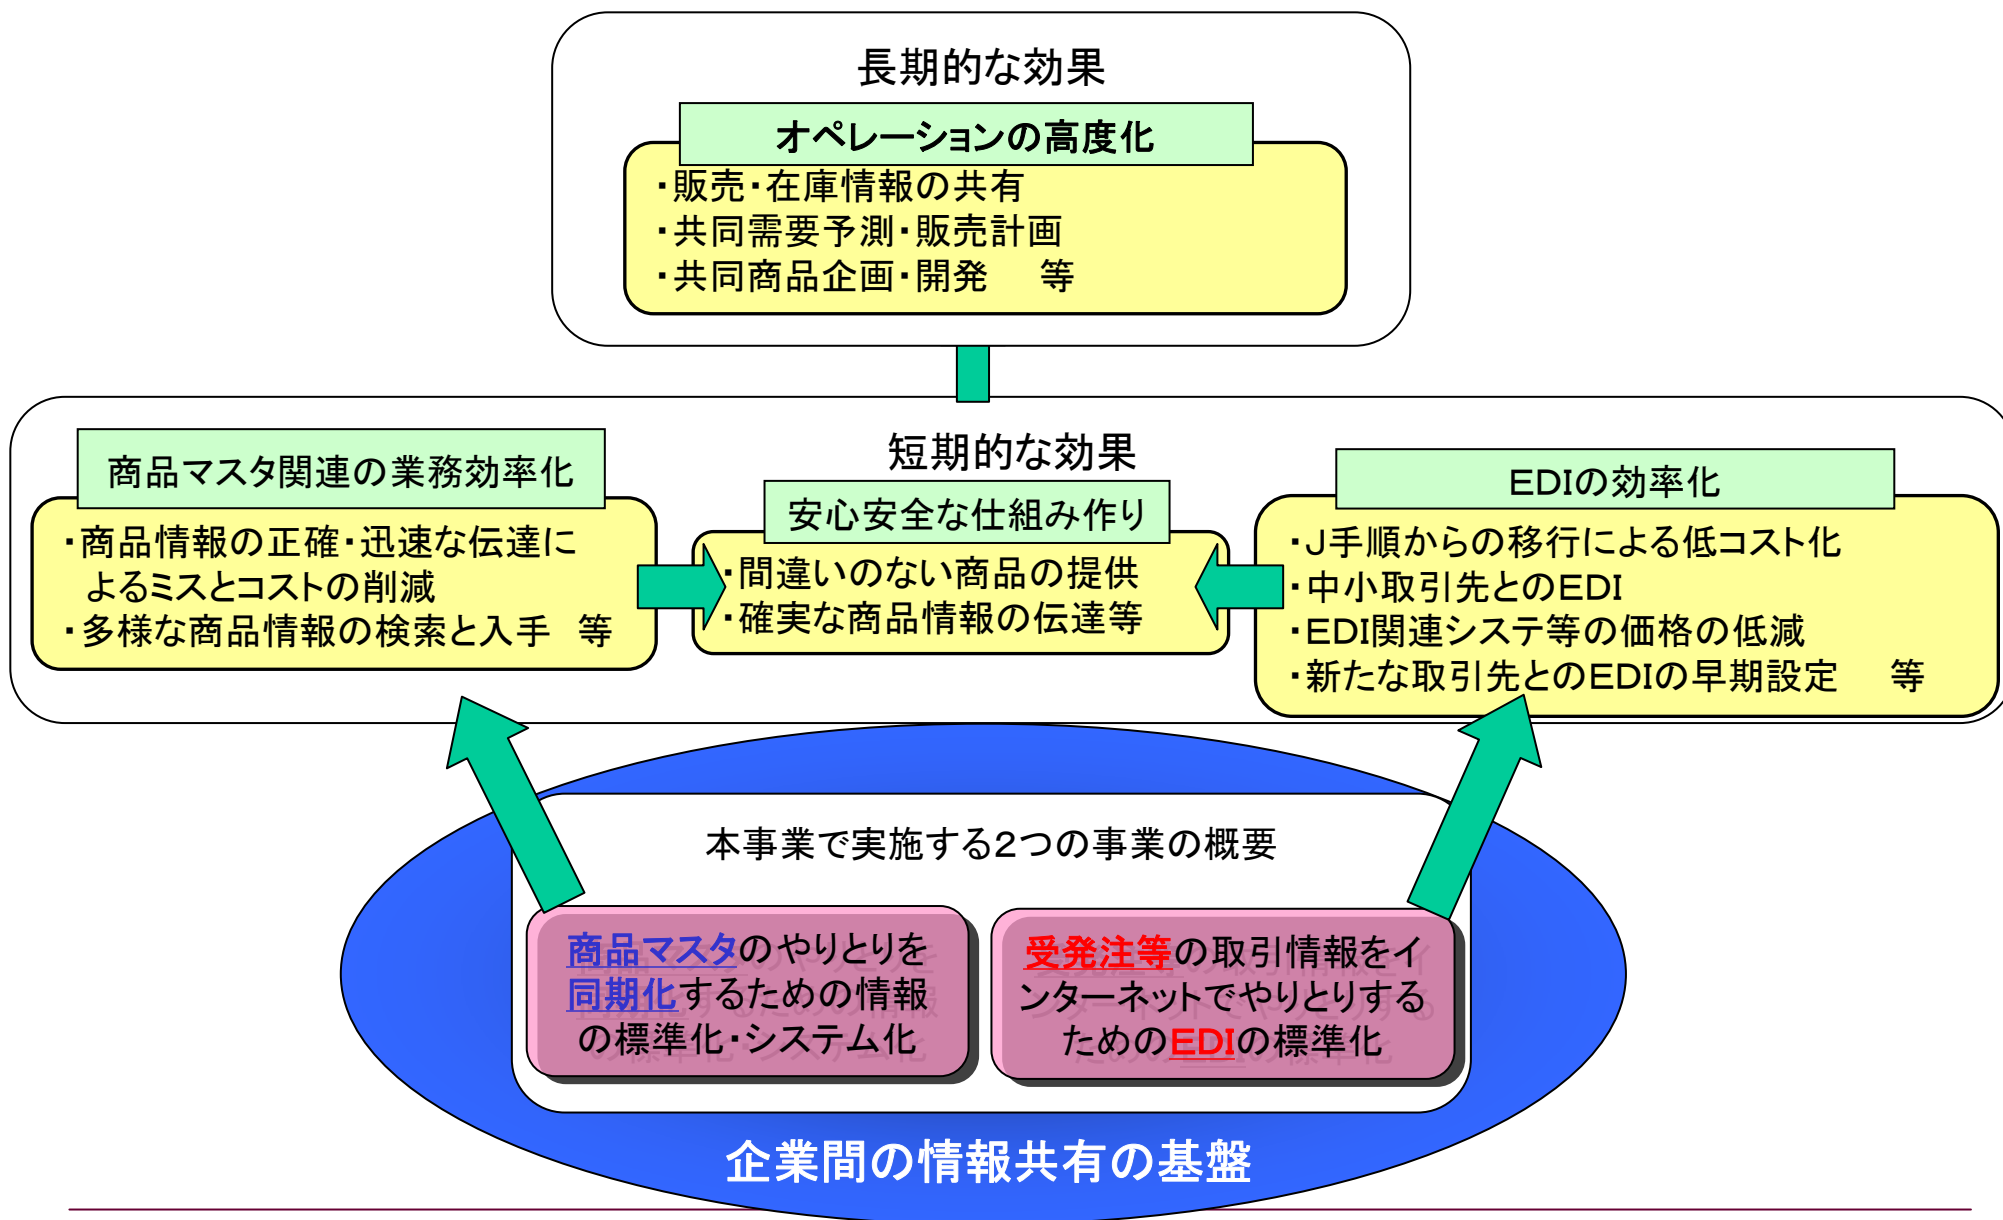 長期的な効果
オペレーションの高度化
・販売・在庫情報の共有
・共同需要予測・販売計画
・共同商品企画・開発　等
短期的な効果
商品マスタ関連の業務効率化
・商品情報の正確・迅速な伝達に
よるミスとコストの削減
・多様な商品情報の検索と入手　等
安心安全な仕組み作り
・間違いのない商品の提供
・確実な商品情報の伝達等
EDIの効率化
・J手順からの移行による低コスト化
・中小取引先とのEDI
・EDI関連システ等の価格の低減
・新たな取引先とのEDIの早期設定　等
本事業で実施する2つの事業の概要
商品マスタのやりとりを
同期化するための情報
の標準化・システム化
受発注等の取引情報をイ
ンターネットでやりとりする
ためのEDIの標準化
企業間の情報共有の基盤